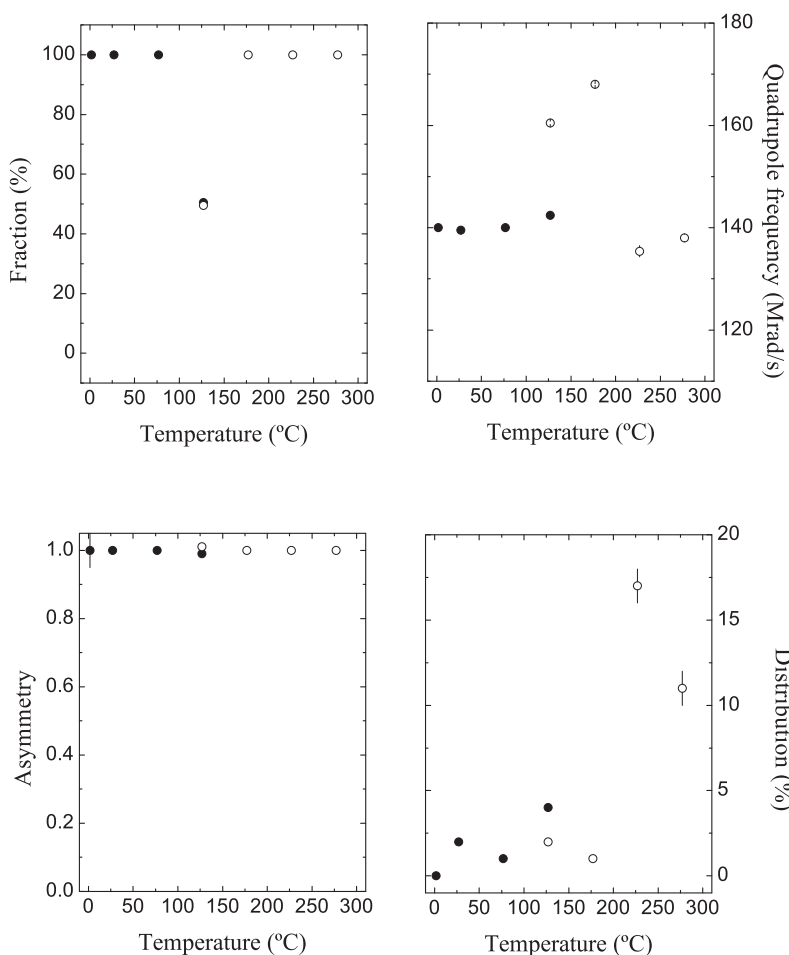 100
80
60
40
20
0
Fraction (%)
0 50 100 150 200 250 300
Temperature (ºC)
180
160
140
120
Quadrupole frequency (Mrad/s)
0 50 100 150 200 250 300
Temperature (ºC)
1.0
0.8
0.6
0.4
0.2
0.0
Asymmetry
0 50 100 150 200 250 300
Temperature (ºC)
20
15
10
5
0
Distribution (%)
0 50 100 150 200 250 300
Temperature (ºC)